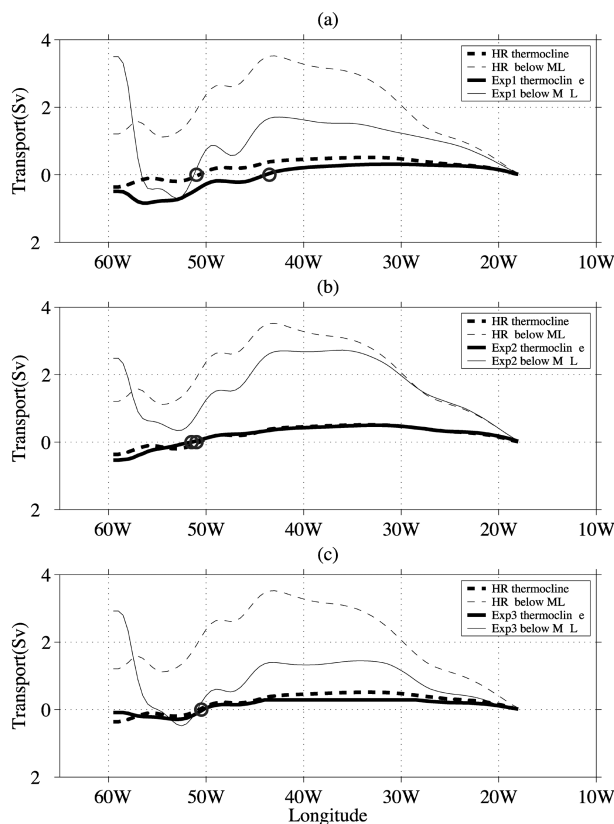 (a)
4
2
0
2
Transport(Sv)
60W 50W 40W 30W 20W 10W
HR thermocline
HR below ML
Exp1 thermoclin e
Exp1 below M L
(b)
4
2
0
2
Transport(Sv)
60W 50W 40W 30W 20W 10W
HR thermocline
HR below ML
Exp2 thermoclin e
Exp2 below M L
(c)
4
2
0
2
Transport(Sv)
60W 50W 40W 30W 20W 10W
Longitude
HR thermocline
HR below ML
Exp3 thermoclin e
Exp3 below M L